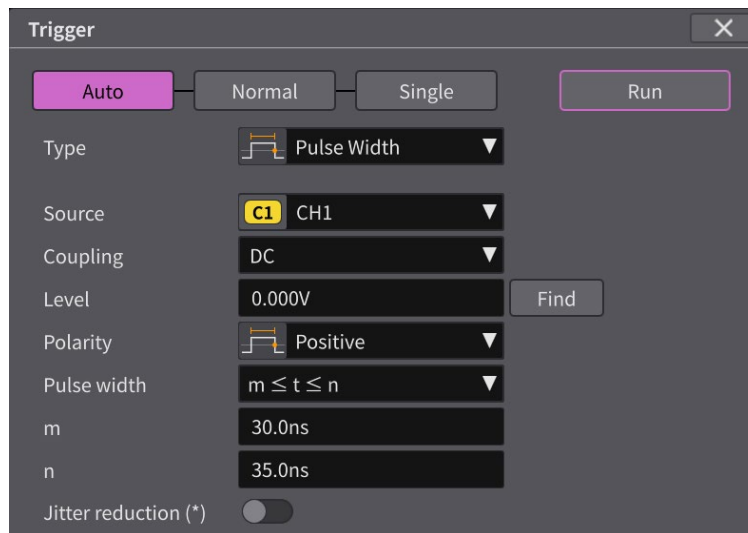 Trigger
Auto Normal Single Run
Type Pulse Width
Source C1 CH1
Coupling DC
Level 0.000V Find
Polarity Positive
Pulse width m ≤ t ≤ n
m 30.0ns
n 35.0ns
Jitter reduction (*)